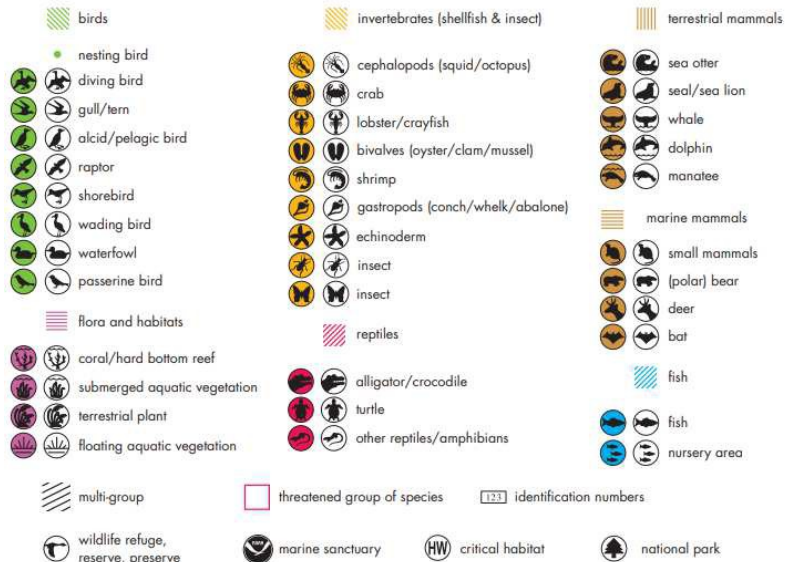 birds
nesting bird
diving bird
gull/tern
alcid/pelagic bird
raptor
shorebird
wading bird
waterfowl
passerine bird
flora and habitats
coral/hard bottom reef
submerged aquatic vegetation
terrestrial plant
floating aquatic vegetation
invertebrates (shellfish & insect)
cephalopods (squid/octopus)
crab
lobster/crayfish
bivalves (oyster/clam/mussel)
shrimp
gastropods (conch/whelk/abalone)
echinoderm
insect
insect
reptiles
alligator/crocodile
turtle
other reptiles/amphibians
terrestrial mammals
sea otter
seal/sea lion
whale
dolphin
manatee
marine mammals
small mammals
(polar) bear
deer
bat
fish
fish
nursery area
multi-group
threatened group of species
123 identification numbers
wildlife refuge,
reserve, preserve
marine sanctuary
HW critical habitat
national park